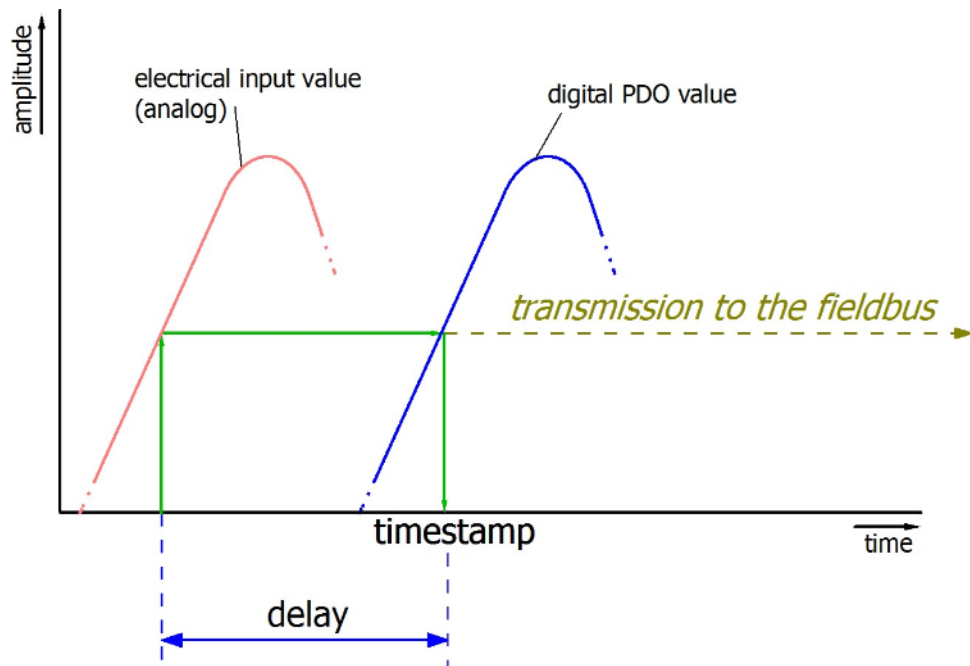 amplitude
electrical input value
(analog)
digital PDO value
transmission to the fieldbus
timestamp
time
delay